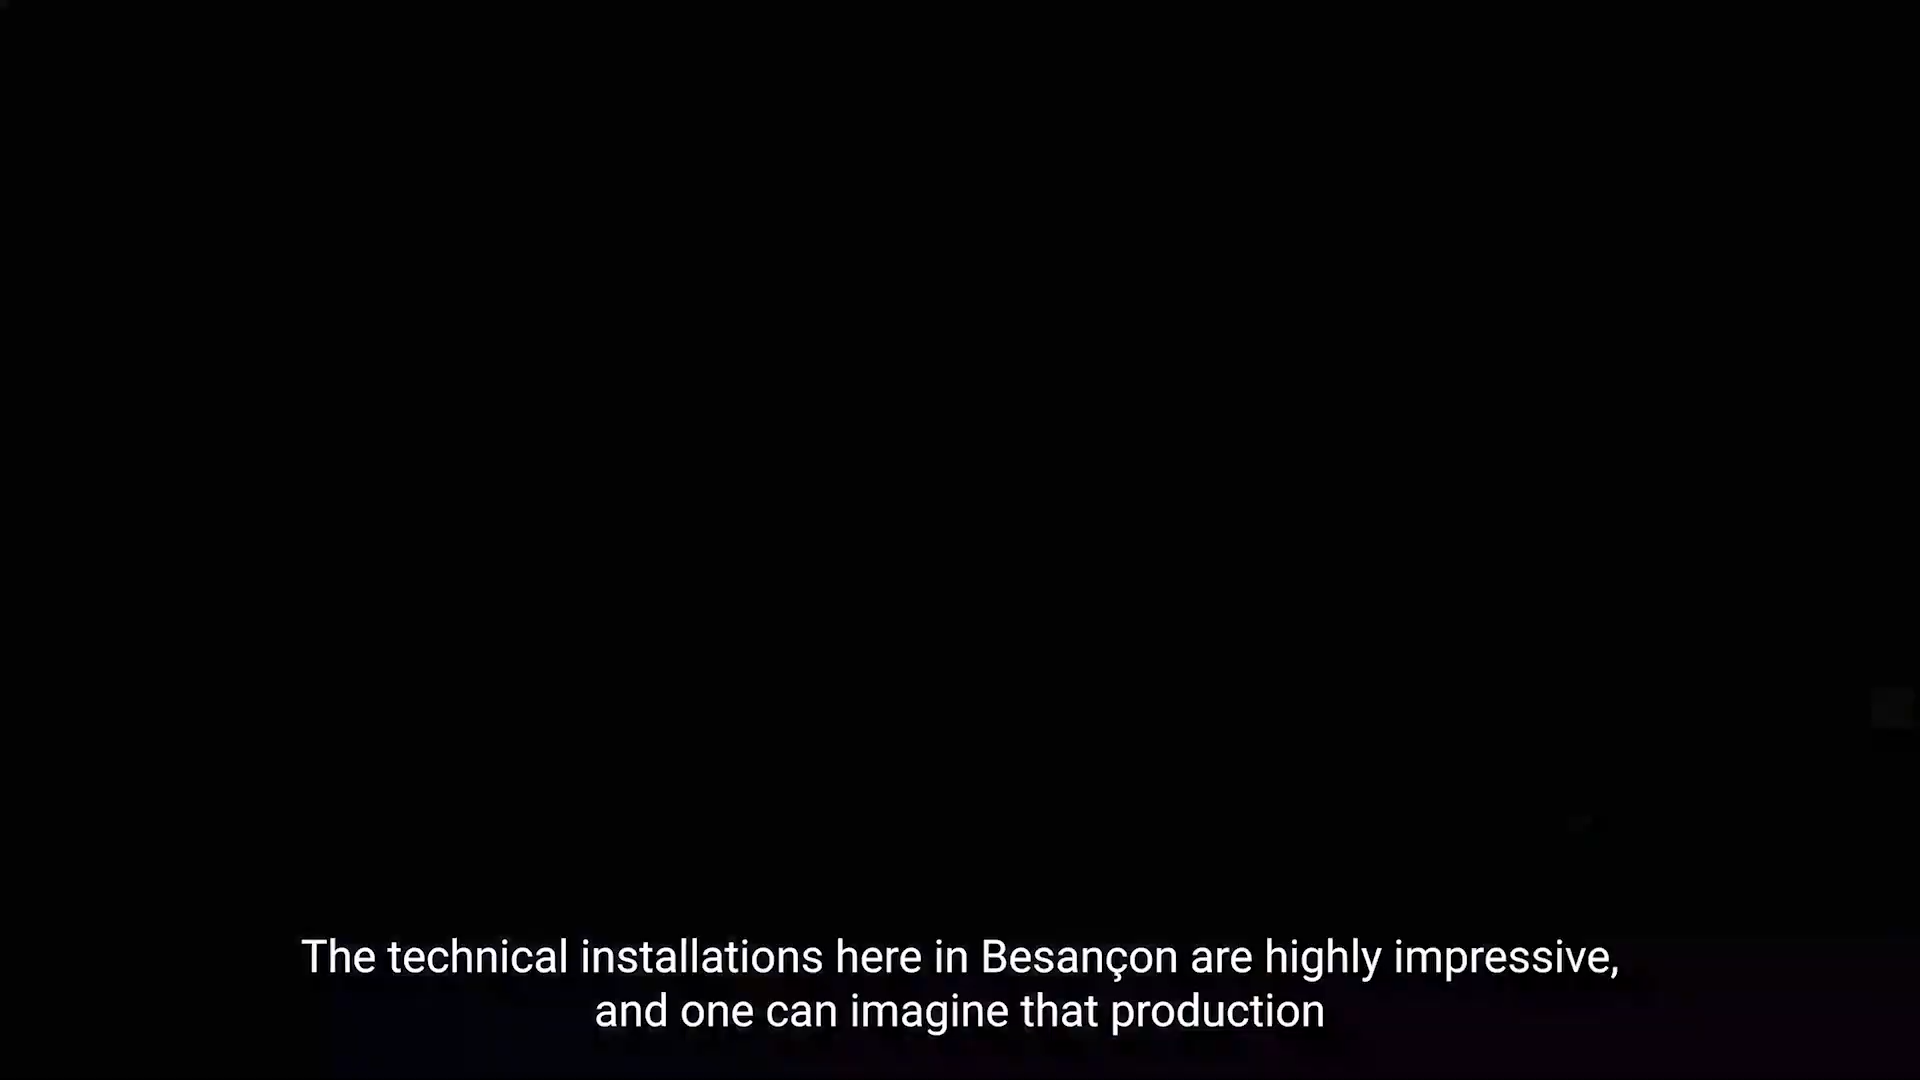 The technical installations here in Besançon are highly impressive,
and one can imagine that production